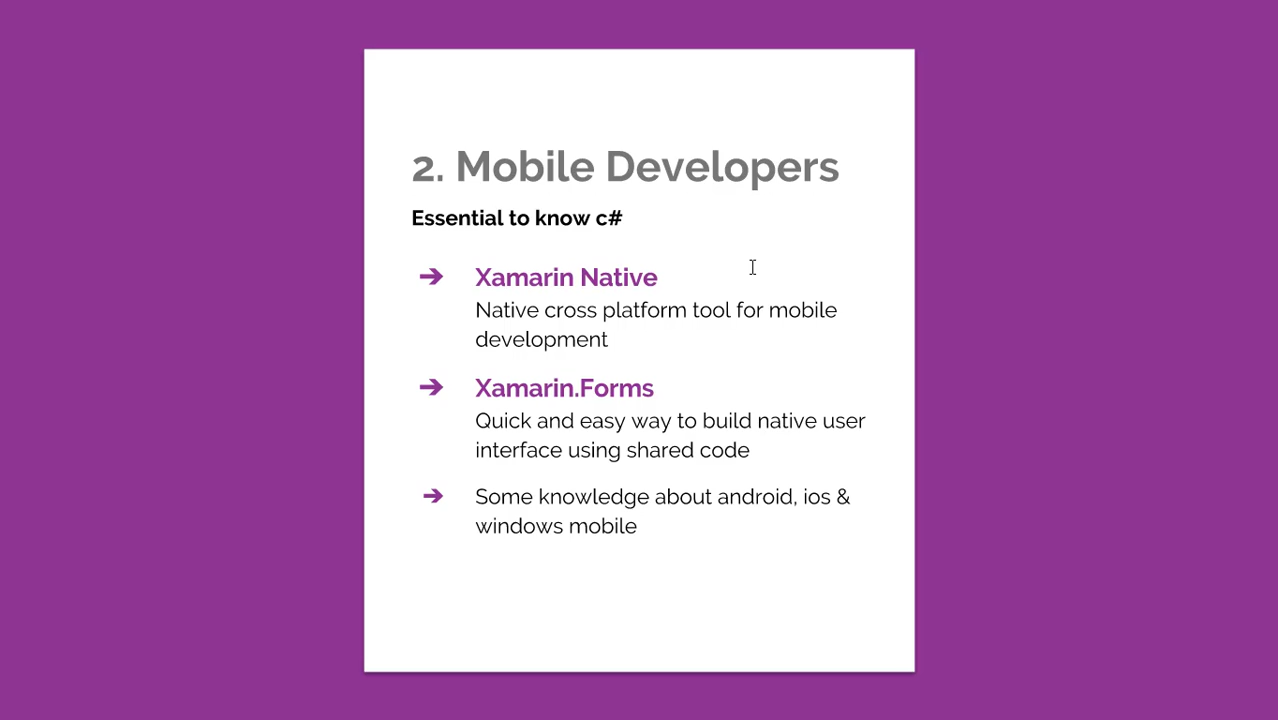 2. Mobile Developers
Essential to know c#
➔ Xamarin Native
Native cross platform tool for mobile
development
➔ Xamarin.Forms
Quick and easy way to build native user
interface using shared code
➔ Some knowledge about android, ios &
windows mobile